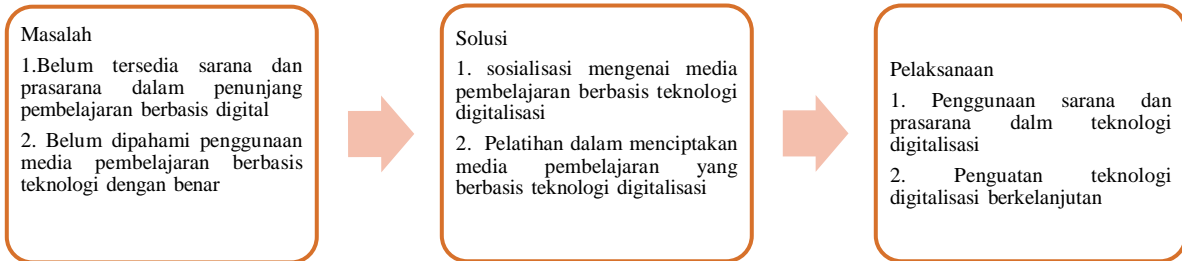 Masalah
1.Belum tersedia sarana dan
prasarana dalam penunjang
pembelajaran berbasis digital
2. Belum dipahami penggunaan
media pembelajaran berbasis
teknologi dengan benar
Solusi
1. sosialisasi mengenai media
pembelajaran berbasis teknologi
digitalisasi
2. Pelatihan dalam menciptakan
media pembelajaran yang
berbasis teknologi digitalisasi
Pelaksanaan
1. Penggunaan sarana dan
prasarana dalm teknologi
digitalisasi
2. Penguatan teknologi
digitalisasi berkelanjutan